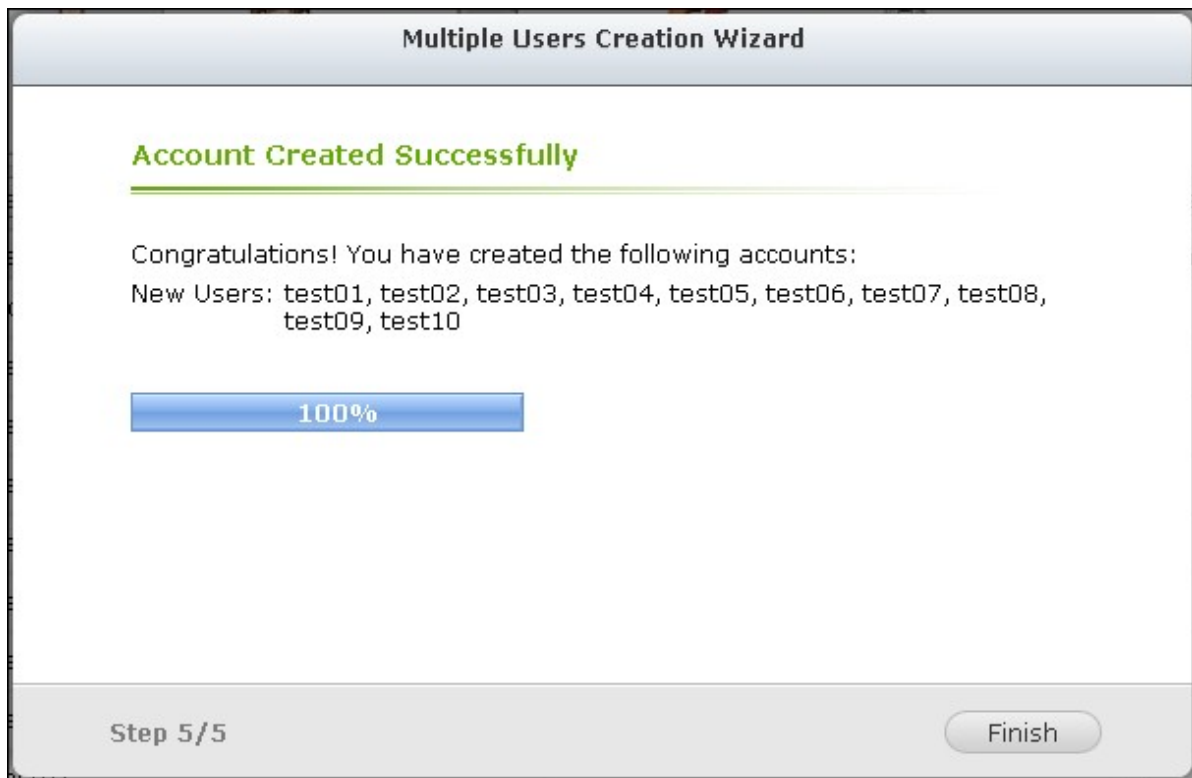 Multiple Users Creation Wizard
Account Created Successfully
Congratulations! You have created the following accounts:
New Users: test01, test02, test03, test04, test05, test06, test07, test08,
test09, test10
100%
Step 5/5
Finish